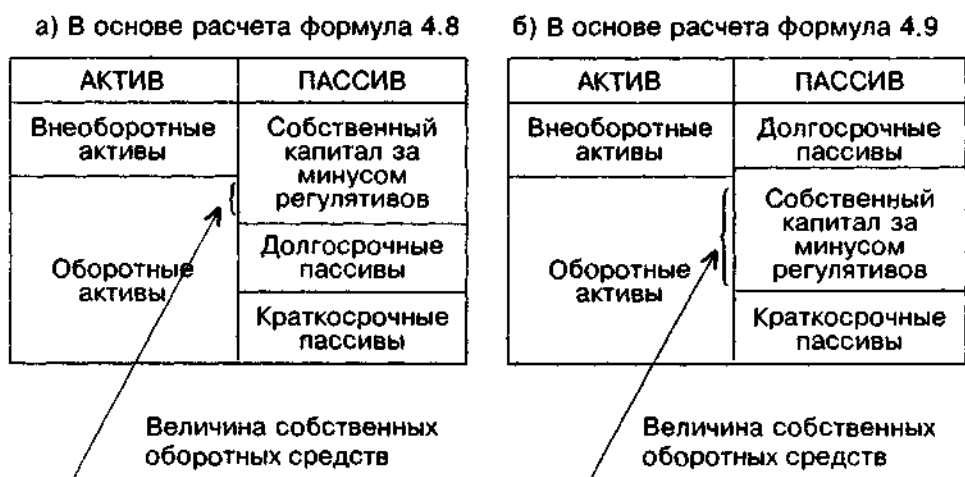 а) В основе расчета формула 4.8
АКТИВ
ПАССИВ
Внеоборотные
активы
Собственный
капитал за
минусом
регулятивов
Оборотные
активы
Долгосрочные
пассивы
Краткосрочные
пассивы
Величина собственных
оборотных средств
б) В основе расчета формула 4.9
АКТИВ
ПАССИВ
Внеоборотные
активы
Долгосрочные
пассивы
Оборотные
активы
Собственный
капитал за
минусом
регулятивов
Краткосрочные
пассивы
Величина собственных
оборотных средств